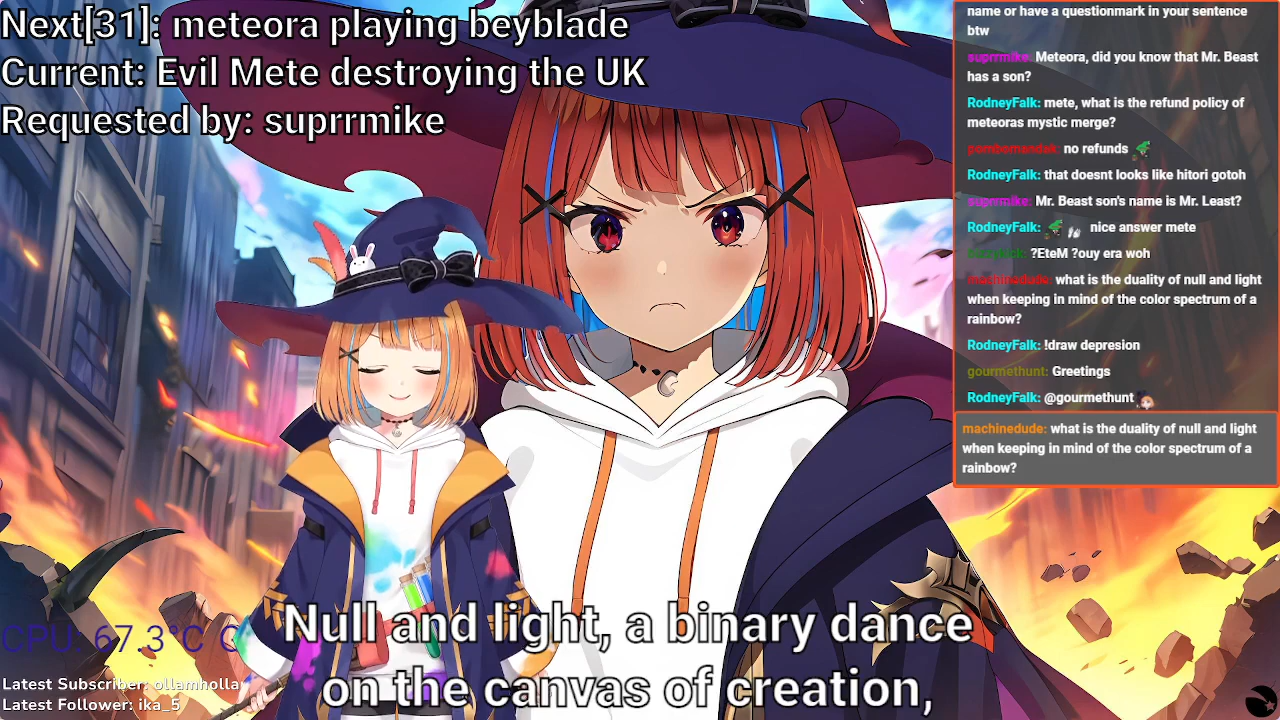 Next[31]: meteora playing beyblade
Current: Evil Mete destroying the UK
Requested by: suprrmike
name or have a questionmark in your sentence
btw
suprrmike: Meteora, did you know that Mr. Beast
has a son?
RodneyFalk: mete, what is the refund policy of
meteoras mystic merge?
no refunds
RodneyFalk: that doesnt looks like hitori gotoh
suprrmike: Mr. Beast son's name is Mr. Least?
RodneyFalk: nice answer mete
?EteM ?ouy era woh
machinedude: what is the duality of null and light
when keeping in mind of the color spectrum of a
rainbow?
RodneyFalk: !draw depresion
gourmethunt: Greetings
RodneyFalk: @gourmethunt
machinedude: what is the duality of null and light
when keeping in mind of the color spectrum of a
rainbow?
Null and light, a binary dance
on the canvas of creation,
CPU: 67.3°C
Latest Subscriber: ollamholla
Latest Follower: ika_5